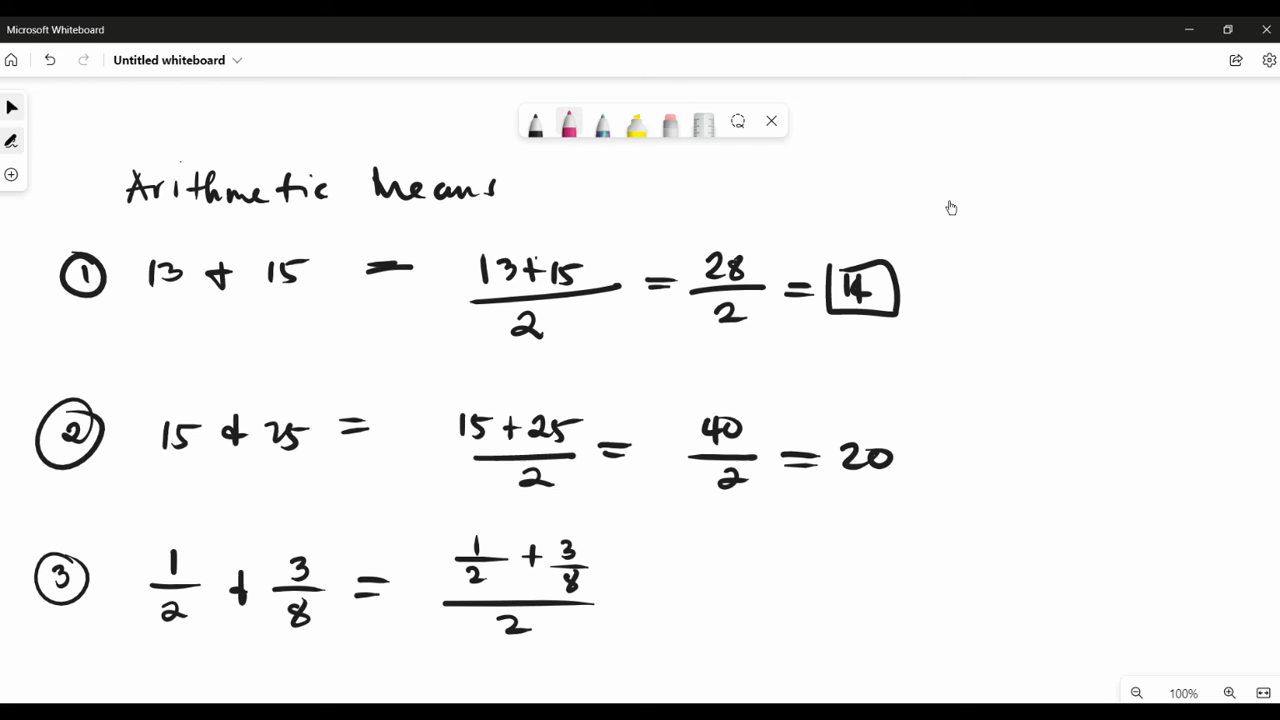 Microsoft Whiteboard
Untitled whiteboard
Arithmetic means
① 13 & 15 = (13+15)/2 = 28/2 = 14
② 15 & 25 = (15+25)/2 = 40/2 = 20
③ 1/2 & 3/8 = (1/2 + 3/8)/2
100%